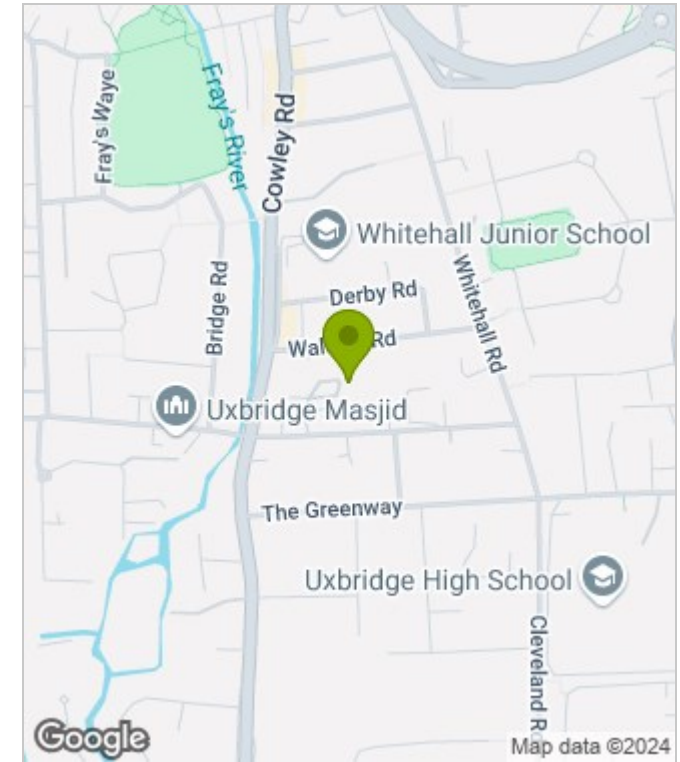 Fray's Waye
Fray's River
Cowley Rd
Whitehall Junior School
Whitehall Rd
Bridge Rd
Derby Rd
Rd
Uxbridge Masjid
The Greenway
Uxbridge High School
Cleveland
Google
Map data ©2024